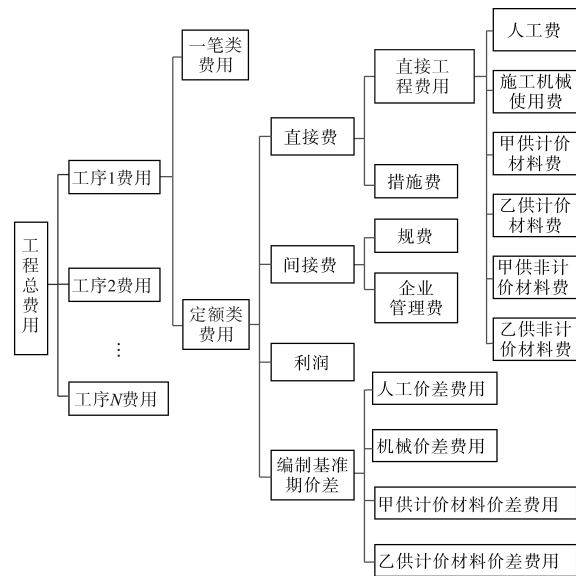 工
程
总
费
用
工序1费用
工序2费用
⋮
工序N费用
一笔类
费用
定额类
费用
直接费
间接费
利润
编制基准
期价差
直接工
程费用
措施费
规费
企业
管理费
人工价差费用
机械价差费用
甲供计价材料价差费用
乙供计价材料价差费用
人工费
施工机械
使用费
甲供计价
材料费
乙供计价
材料费
甲供非计
价材料费
乙供非计
价材料费